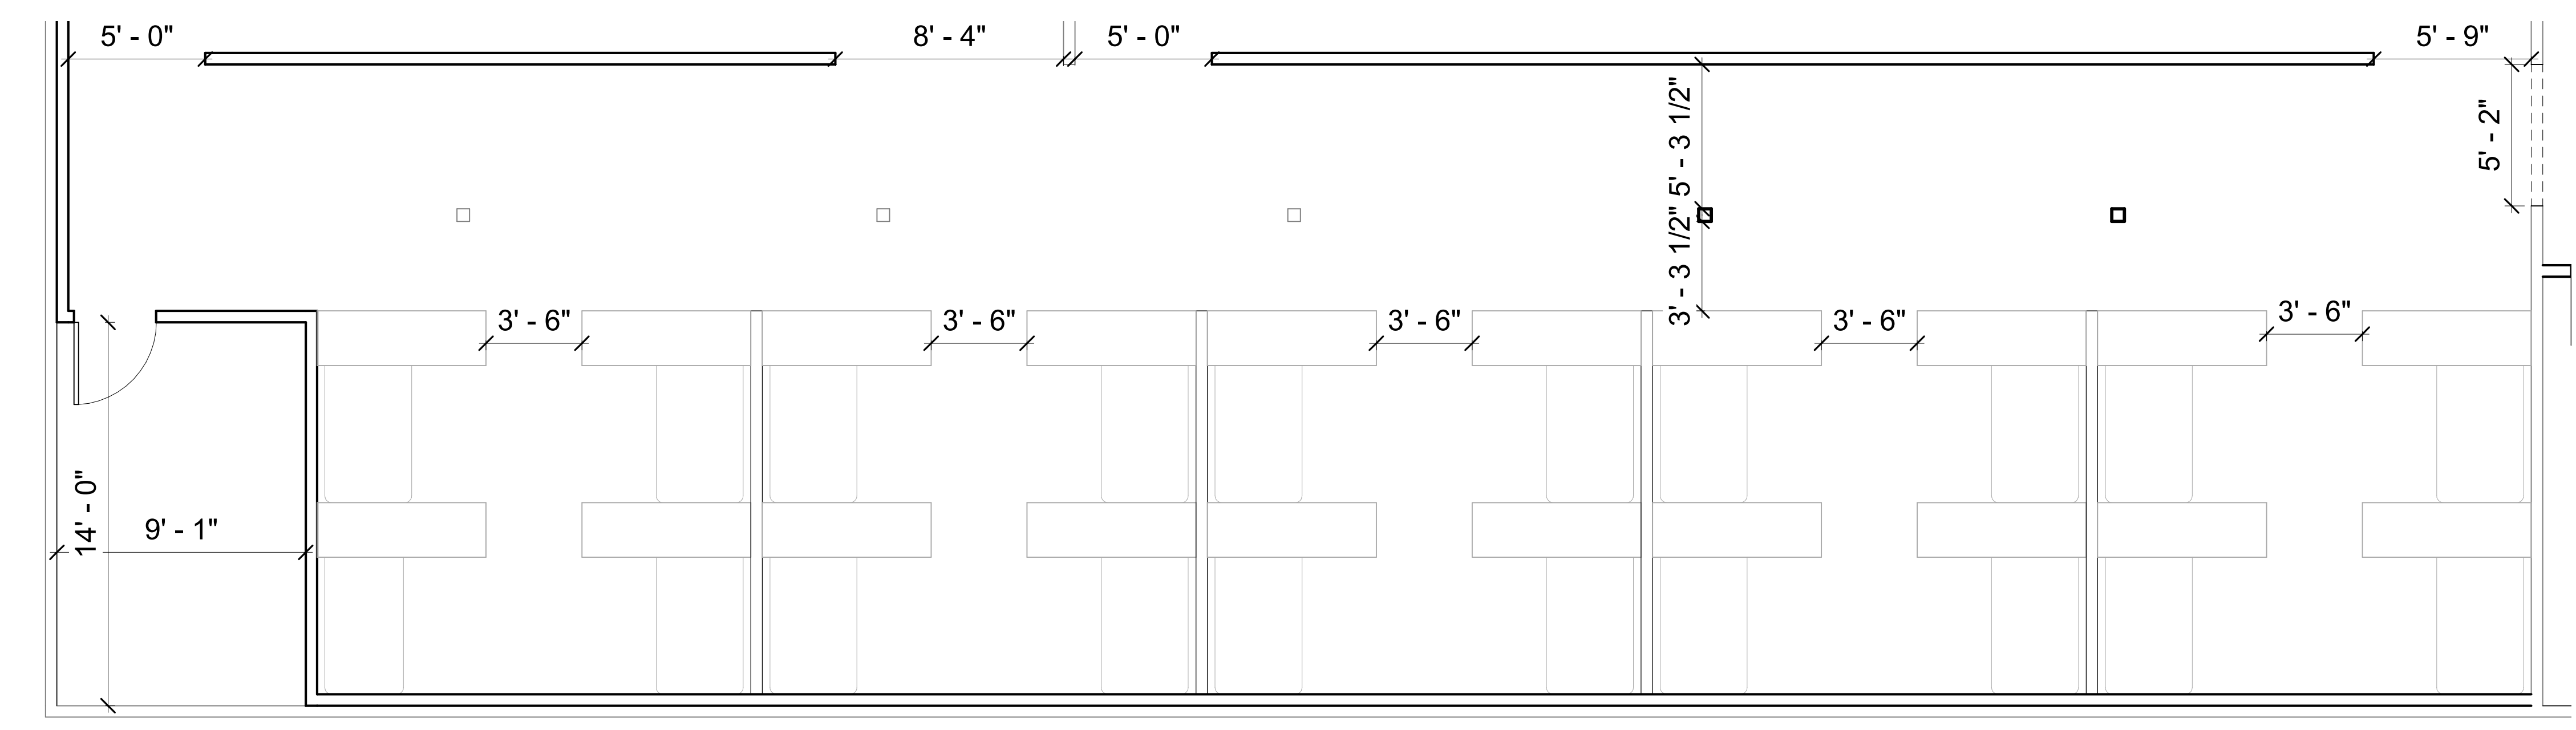 5' - 0"
8' - 4"
5' - 0"
5' - 9"
5' - 3 1/2"
5' - 2"
3' - 3 1/2"
3' - 6"
3' - 6"
3' - 6"
3' - 6"
3' - 6"
14' - 0"
9' - 1"